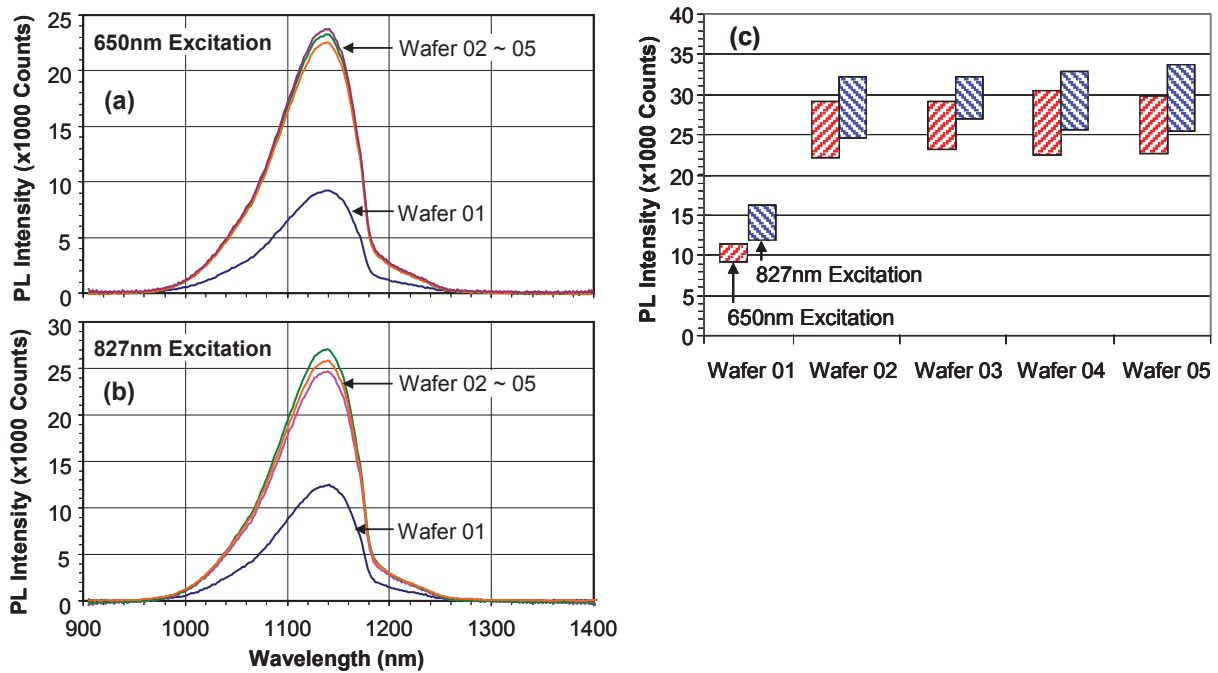 650nm Excitation
(a)
Wafer 02 ~ 05
Wafer 01
PL Intensity (x1000 Counts)
25
20
15
10
5
0
827nm Excitation
(b)
Wafer 02 ~ 05
Wafer 01
PL Intensity (x1000 Counts)
30
25
20
15
10
5
0
900 1000 1100 1200 1300 1400
Wavelength (nm)
(c)
PL Intensity (x1000 Counts)
40
35
30
25
20
15
10
5
0
827nm Excitation
650nm Excitation
Wafer 01 Wafer 02 Wafer 03 Wafer 04 Wafer 05